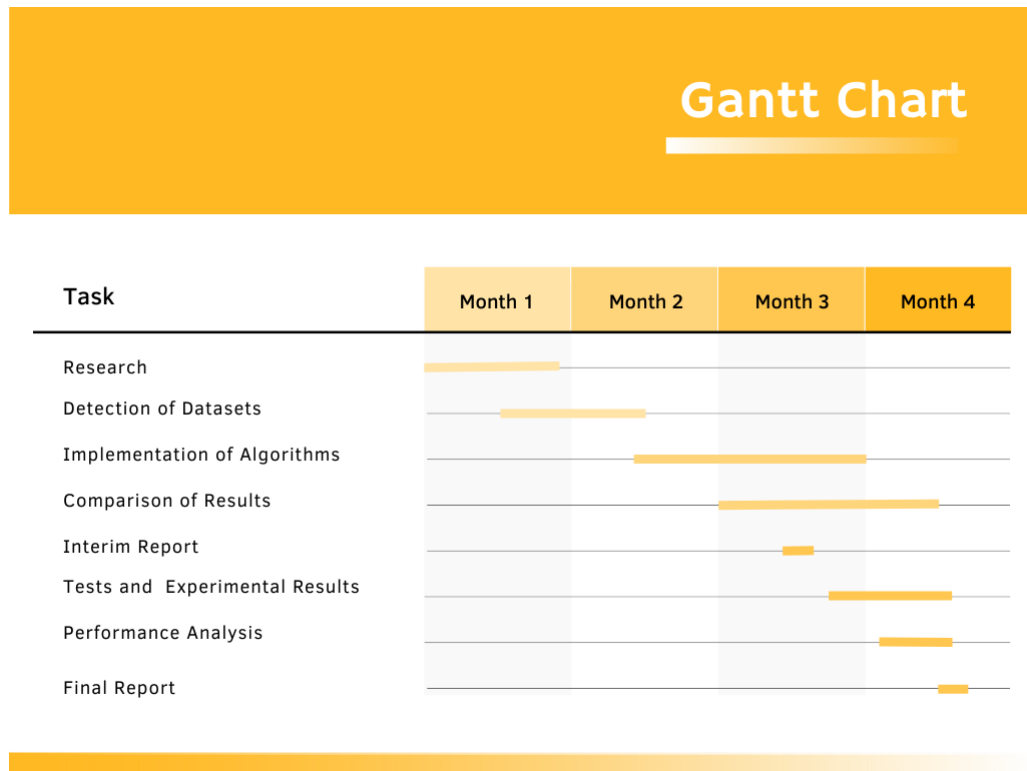 Gantt Chart
Task
Month 1
Month 2
Month 3
Month 4
Research
Detection of Datasets
Implementation of Algorithms
Comparison of Results
Interim Report
Tests and  Experimental Results
Performance Analysis
Final Report